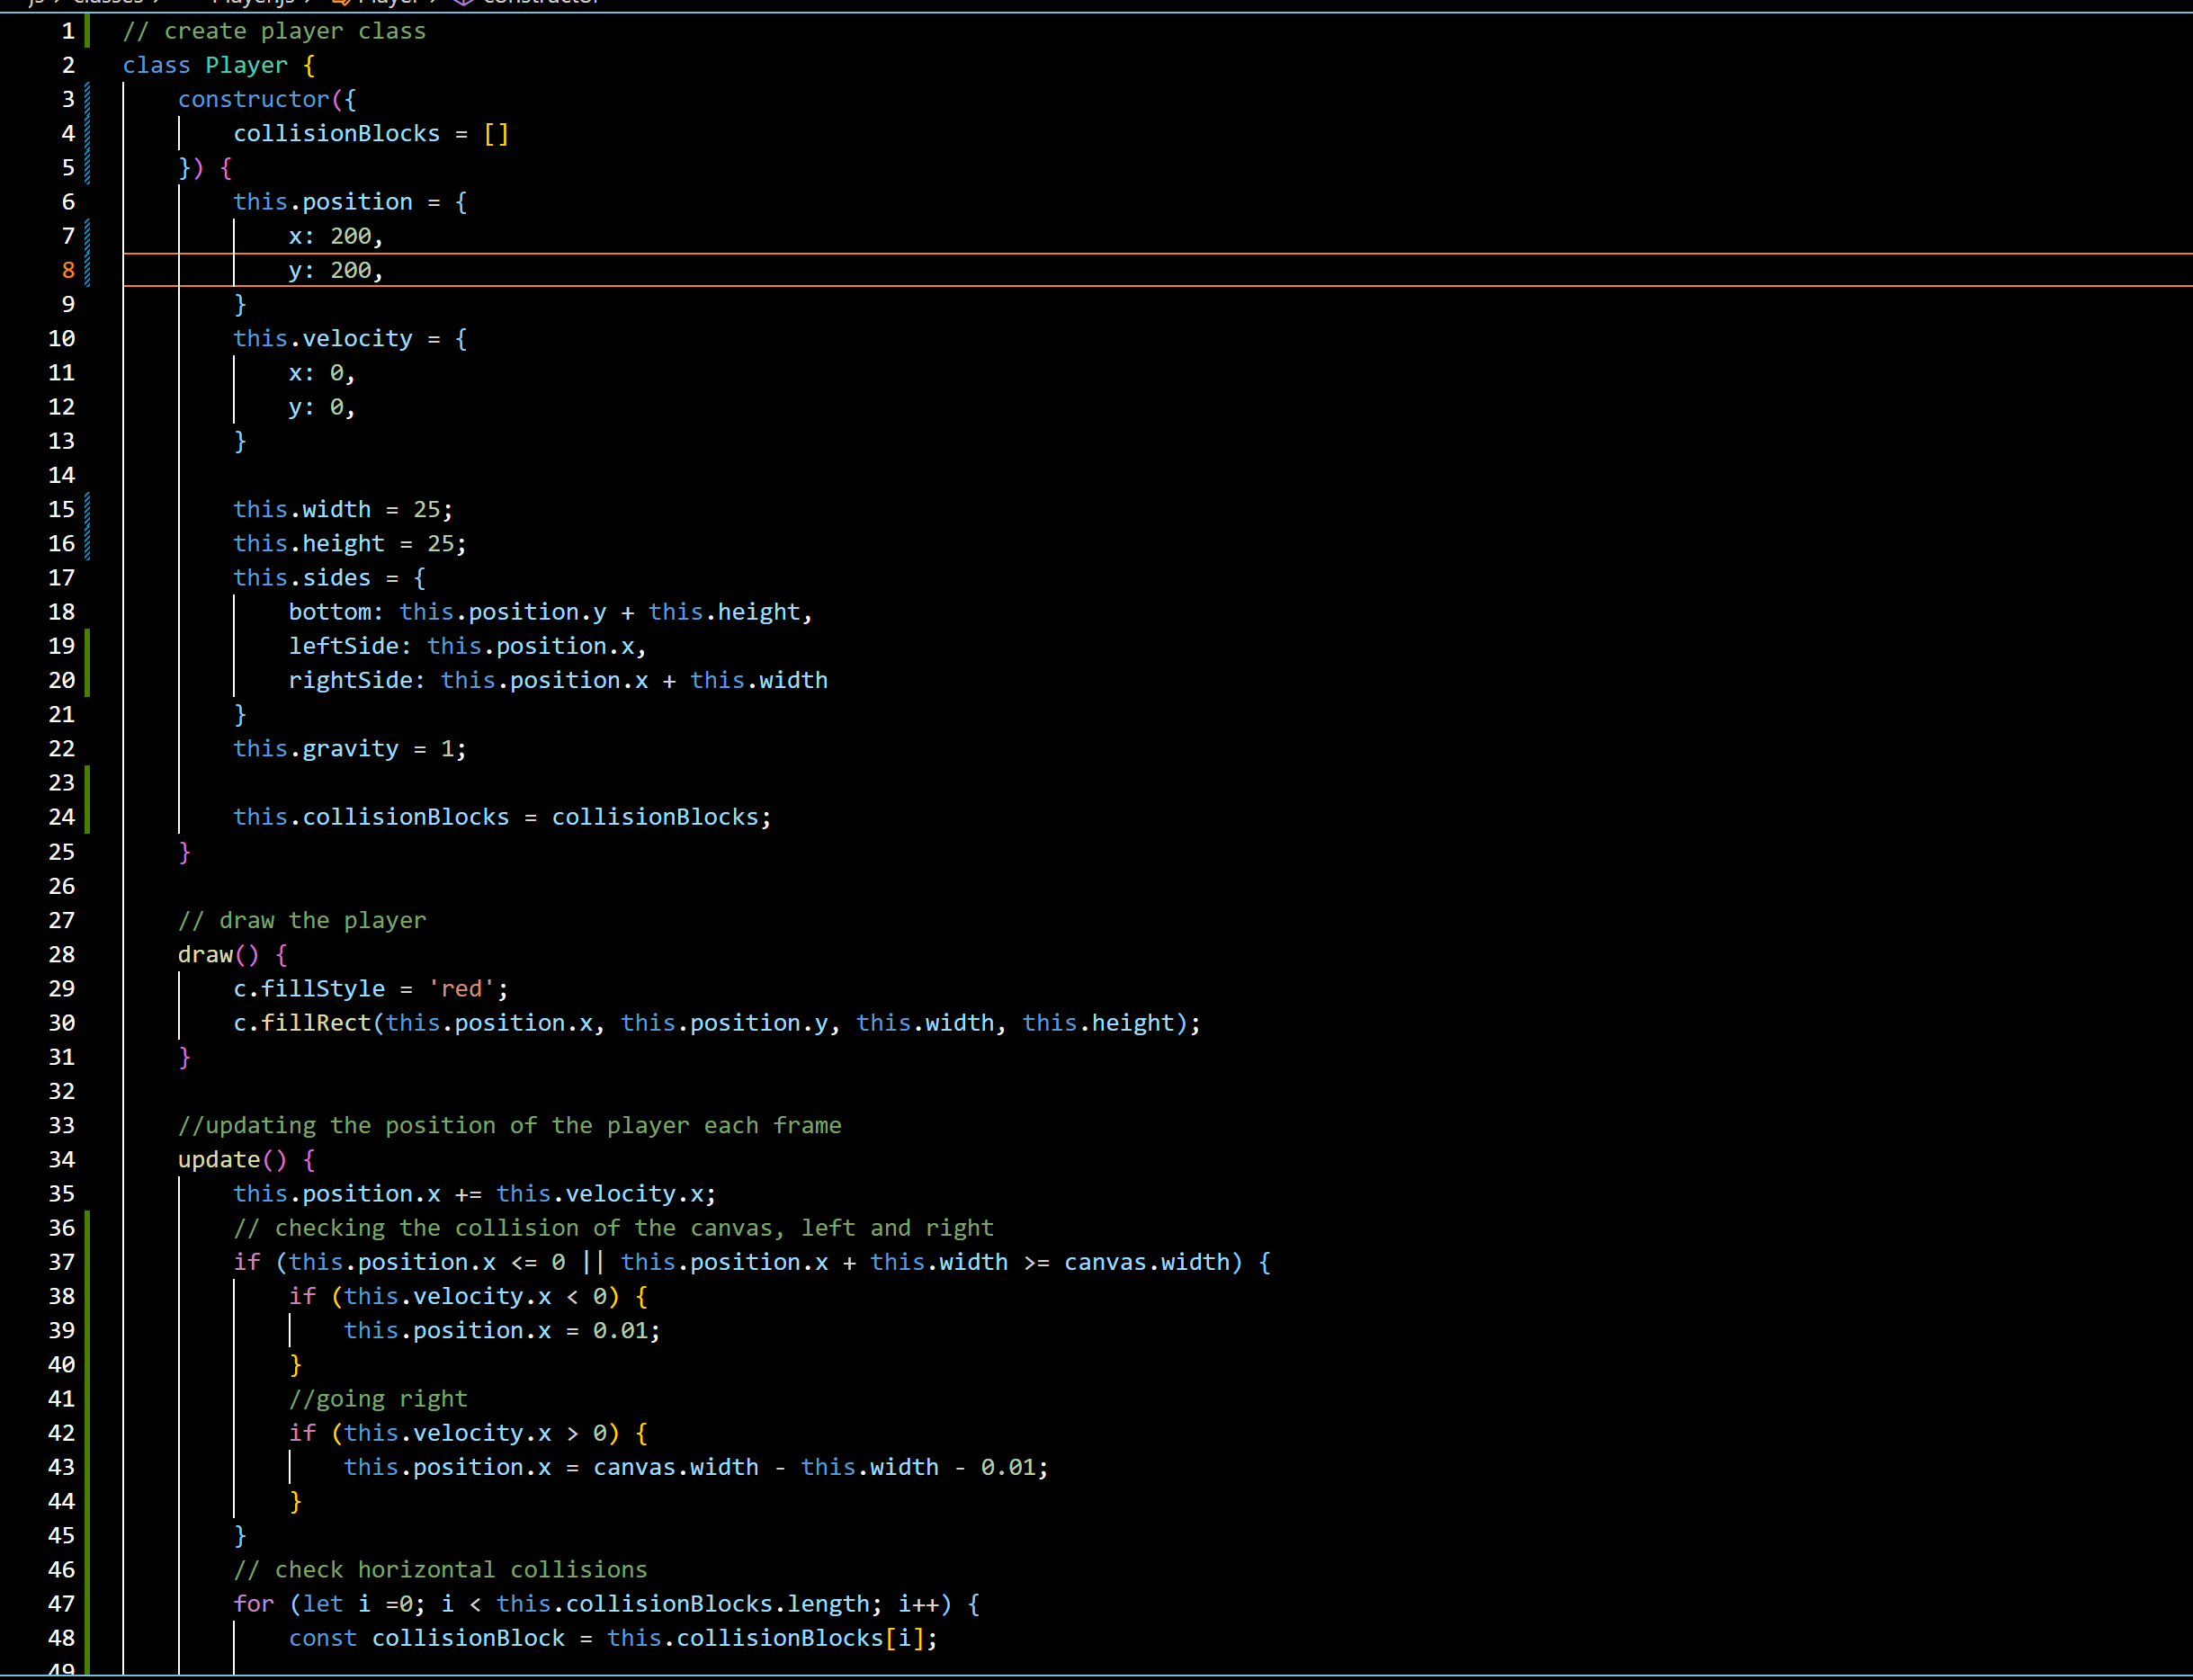 js > classes > Player.js > Player > constructor
1 // create player class
2 class Player {
3 constructor({
4 collisionBlocks = []
5 }) {
6 this.position = {
7 x: 200,
8 y: 200,
9 }
10 this.velocity = {
11 x: 0,
12 y: 0,
13 }
14
15 this.width = 25;
16 this.height = 25;
17 this.sides = {
18 bottom: this.position.y + this.height,
19 leftSide: this.position.x,
20 rightSide: this.position.x + this.width
21 }
22 this.gravity = 1;
23
24 this.collisionBlocks = collisionBlocks;
25 }
26
27 // draw the player
28 draw() {
29 c.fillStyle = 'red';
30 c.fillRect(this.position.x, this.position.y, this.width, this.height);
31 }
32
33 //updating the position of the player each frame
34 update() {
35 this.position.x += this.velocity.x;
36 // checking the collision of the canvas, left and right
37 if (this.position.x <= 0 || this.position.x + this.width >= canvas.width) {
38 if (this.velocity.x < 0) {
39 this.position.x = 0.01;
40 }
41 //going right
42 if (this.velocity.x > 0) {
43 this.position.x = canvas.width - this.width - 0.01;
44 }
45 }
46 // check horizontal collisions
47 for (let i =0; i < this.collisionBlocks.length; i++) {
48 const collisionBlock = this.collisionBlocks[i];
49